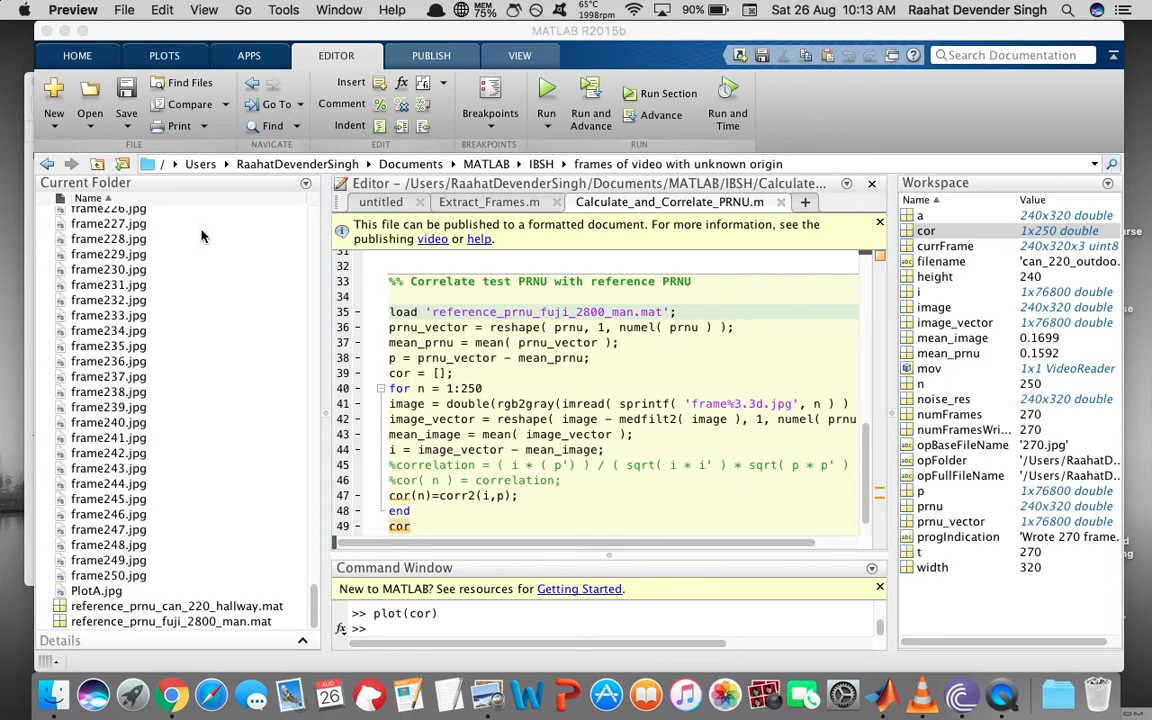 Preview File Edit View Go Tools Window Help MEM 75% 65°C 1998rpm 90% Sat 26 Aug 10:13 AM Raahat Devender Singh
MATLAB R2015b
HOME PLOTS APPS EDITOR PUBLISH VIEW Search Documentation
New Open Save Find Files Compare Print
Insert Comment Indent
Go To Find
Breakpoints Run Run and Advance Run Section Advance Run and Time
FILE NAVIGATE EDIT BREAKPOINTS RUN
/ Users RaahatDevenderSingh Documents MATLAB IBSH frames of video with unknown origin
Current Folder
Name
frame226.jpg
frame227.jpg
frame228.jpg
frame229.jpg
frame230.jpg
frame231.jpg
frame232.jpg
frame233.jpg
frame234.jpg
frame235.jpg
frame236.jpg
frame237.jpg
frame238.jpg
frame239.jpg
frame240.jpg
frame241.jpg
frame242.jpg
frame243.jpg
frame244.jpg
frame245.jpg
frame246.jpg
frame247.jpg
frame248.jpg
frame249.jpg
frame250.jpg
PlotA.jpg
reference_prnu_can_220_hallway.mat
reference_prnu_fuji_2800_man.mat
Details
Editor – /Users/RaahatDevenderSingh/Documents/MATLAB/IBSH/Calculate...
untitled Extract_Frames.m Calculate_and_Correlate_PRNU.m
This file can be published to a formatted document. For more information, see the
publishing video or help.
31
32
33 %% Correlate test PRNU with reference PRNU
34
35 load 'reference_prnu_fuji_2800_man.mat';
36 prnu_vector = reshape( prnu, 1, numel( prnu ) );
37 mean_prnu = mean( prnu_vector );
38 p = prnu_vector - mean_prnu;
39 cor = [];
40 for n = 1:250
41 image = double(rgb2gray(imread( sprintf( 'frame%3.3d.jpg', n ) )
42 image_vector = reshape( image - medfilt2( image ), 1, numel( prnu
43 mean_image = mean( image_vector );
44 i = image_vector - mean_image;
45 %correlation = ( i * ( p') ) / ( sqrt( i * i' ) * sqrt( p * p' )
46 %cor( n ) = correlation;
47 cor(n)=corr2(i,p);
48 end
49 cor
Command Window
New to MATLAB? See resources for Getting Started.
>> plot(cor)
fx >>
Workspace
Name Value
a 240x320 double
cor 1x250 double
currFrame 240x320x3 uint8
filename 'can_220_outdoo...
height 240
i 1x76800 double
image 240x320 double
image_vector 1x76800 double
mean_image 0.1699
mean_prnu 0.1592
mov 1x1 VideoReader
n 250
noise_res 240x320 double
numFrames 270
numFramesWri... 270
opBaseFileName '270.jpg'
opFolder '/Users/RaahatD...
opFullFileName '/Users/RaahatD...
p 1x76800 double
prnu 240x320 double
prnu_vector 1x76800 double
progIndication 'Wrote 270 frame...
t 270
width 320